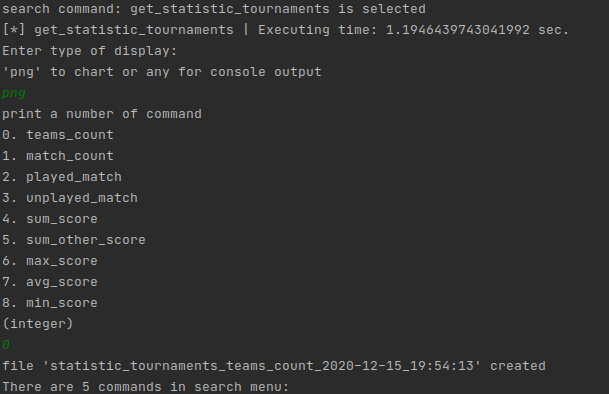 search command: get_statistic_tournaments is selected
[*] get_statistic_tournaments | Executing time: 1.1946439743041992 sec.
Enter type of display:
'png' to chart or any for console output
png
print a number of command
0. teams_count
1. match_count
2. played_match
3. unplayed_match
4. sum_score
5. sum_other_score
6. max_score
7. avg_score
8. min_score
(integer)
0
file 'statistic_tournaments_teams_count_2020-12-15_19:54:13' created
There are 5 commands in search menu: